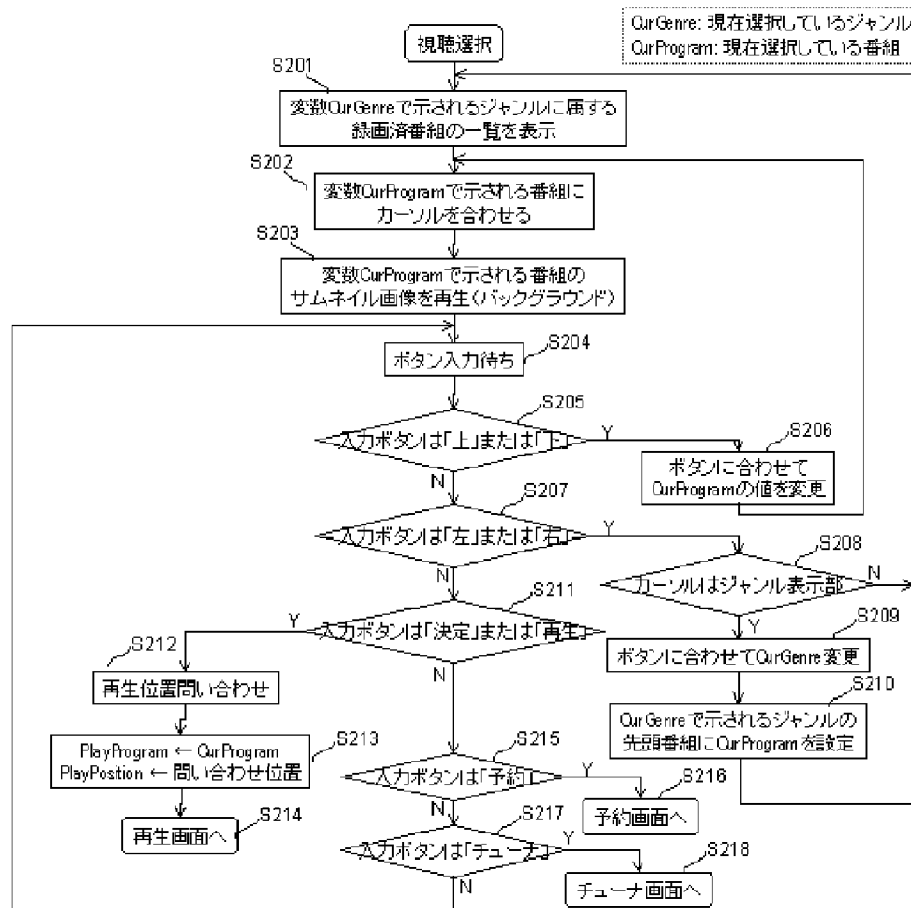 CurGenre: 現在選択しているジャンル
CurProgram: 現在選択している番組
視聴選択
S201
変数CurGenreで示されるジャンルに属する
録画済番組の一覧を表示
S202
変数CurProgramで示される番組に
カーソルを合わせる
S203
変数CurProgramで示される番組の
サムネイル画像を再生(バックグラウンド)
S204
ボタン入力待ち
S205
入力ボタンは「上」または「下」
Y
N
S206
ボタンに合わせて
CurProgramの値を変更
S207
入力ボタンは「左」または「右」
Y
N
S208
カーソルはジャンル表示部
N
Y
S209
ボタンに合わせてCurGenre変更
S210
CurGenreで示されるジャンルの
先頭番組にCurProgramを設定
S211
入力ボタンは「決定」または「再生」
Y
N
S212
再生位置問い合わせ
S213
PlayProgram ← CurProgram
PlayPostion ← 問い合わせ位置
S214
再生画面へ
S215
入力ボタンは「予約」
Y
N
S216
予約画面へ
S217
入力ボタンは「チューナ」
Y
N
S218
チューナ画面へ